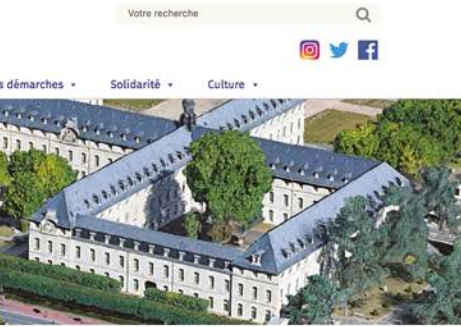 Votre recherche
s démarches
Solidarité
Culture